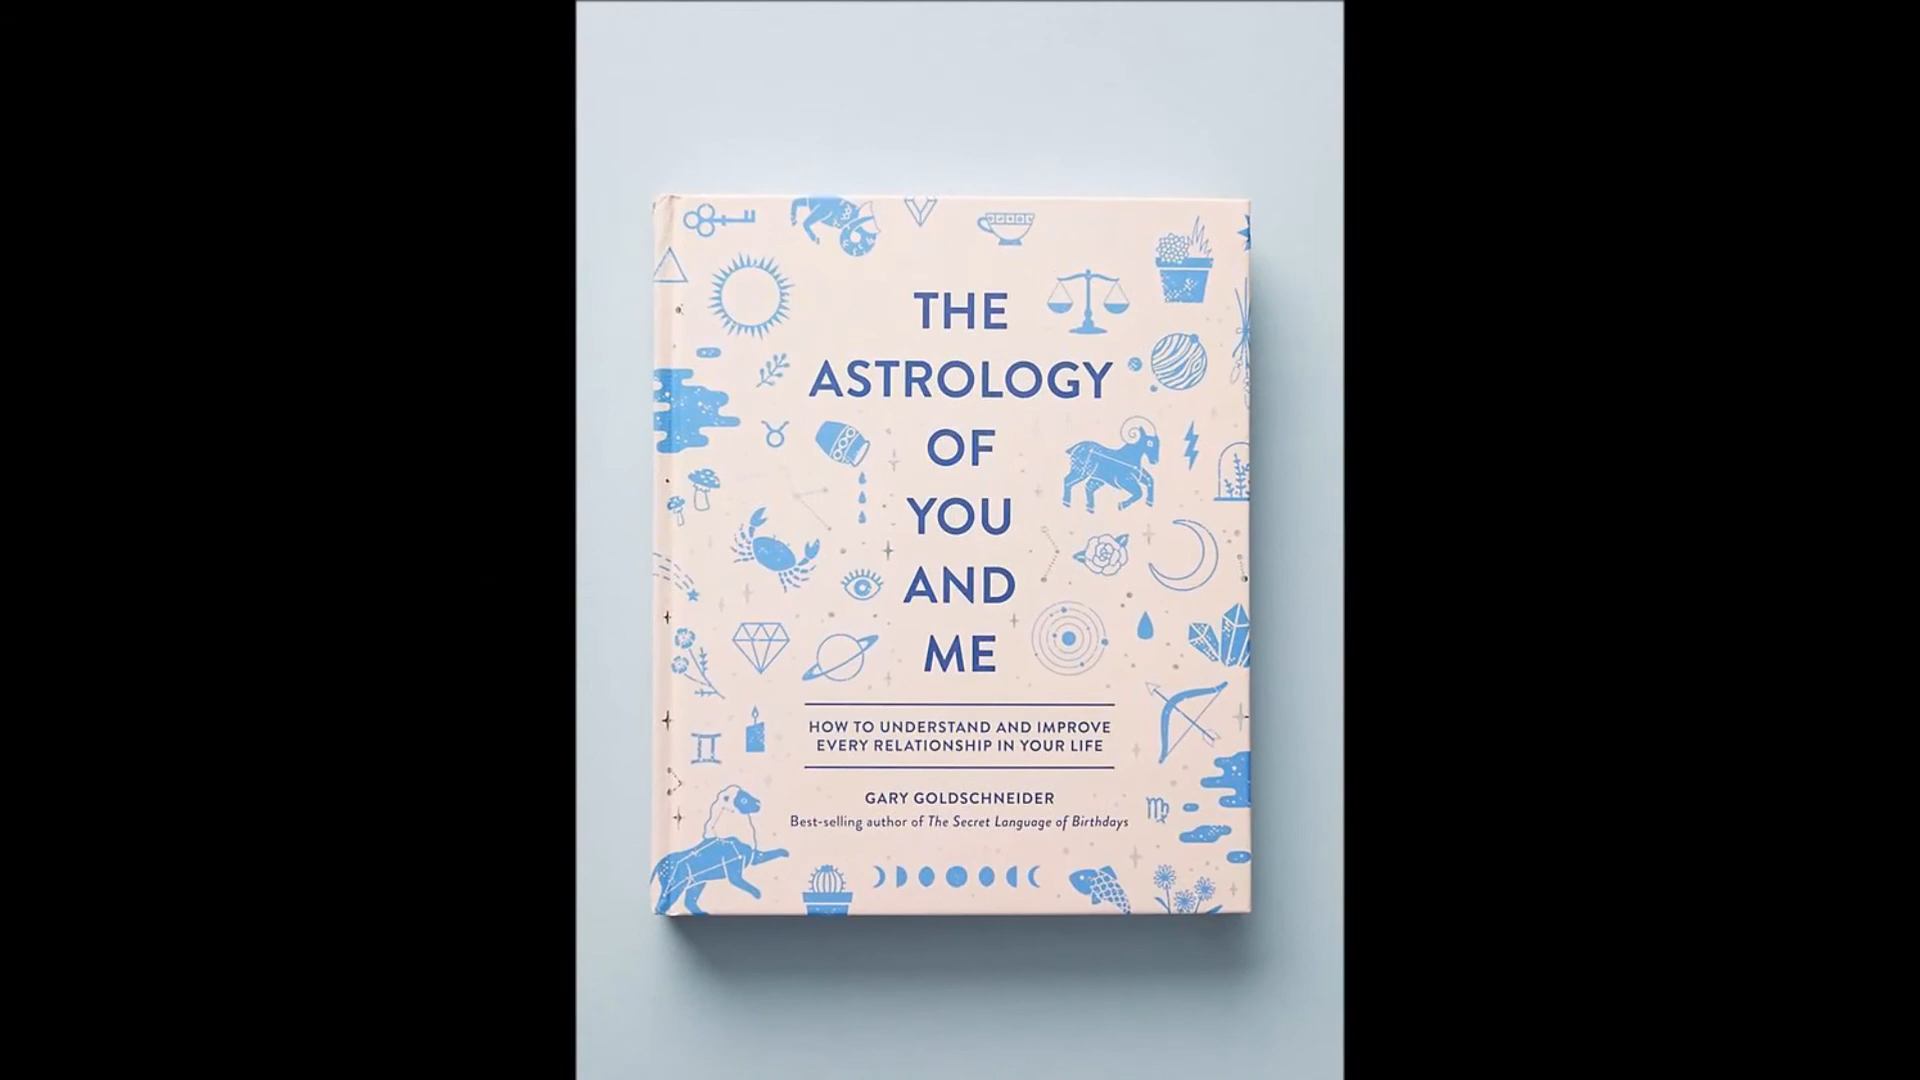 THE
ASTROLOGY
OF
YOU
AND
ME
HOW TO UNDERSTAND AND IMPROVE
EVERY RELATIONSHIP IN YOUR LIFE
GARY GOLDSCHNEIDER
Best-selling author of The Secret Language of Birthdays